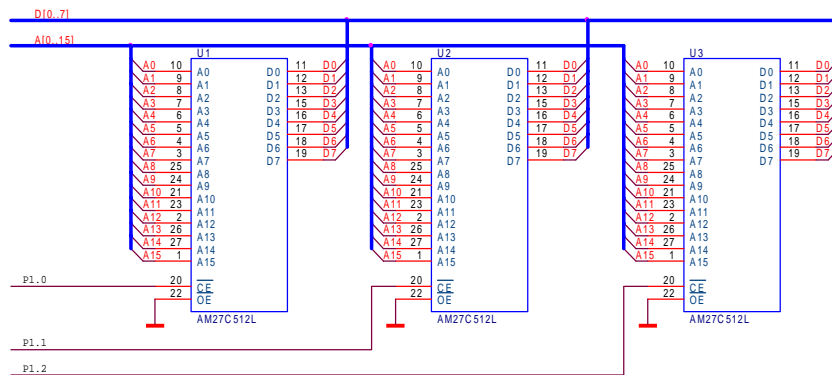 D[0..7]
A[0..15]
U1 U2 U3
A0 10 A0 D0 11 D0 A0 10 A0 D0 11 D0 A0 10 A0 D0 11 D0
A1 9 A1 D1 12 D1 A1 9 A1 D1 12 D1 A1 9 A1 D1 12 D1
A2 8 A2 D2 13 D2 A2 8 A2 D2 13 D2 A2 8 A2 D2 13 D2
A3 7 A3 D3 15 D3 A3 7 A3 D3 15 D3 A3 7 A3 D3 15 D3
A4 6 A4 D4 16 D4 A4 6 A4 D4 16 D4 A4 6 A4 D4 16 D4
A5 5 A5 D5 17 D5 A5 5 A5 D5 17 D5 A5 5 A5 D5 17 D5
A6 4 A6 D6 18 D6 A6 4 A6 D6 18 D6 A6 4 A6 D6 18 D6
A7 3 A7 D7 19 D7 A7 3 A7 D7 19 D7 A7 3 A7 D7 19 D7
A8 25 A8 A8 25 A8 A8 25 A8
A9 24 A9 A9 24 A9 A9 24 A9
A10 21 A10 A10 21 A10 A10 21 A10
A11 23 A11 A11 23 A11 A11 23 A11
A12 2 A12 A12 2 A12 A12 2 A12
A13 26 A13 A13 26 A13 A13 26 A13
A14 27 A14 A14 27 A14 A14 27 A14
A15 1 A15 A15 1 A15 A15 1 A15
P1.0 20 CE 20 CE 20 CE
22 OE 22 OE 22 OE
AM27C512L AM27C512L AM27C512L
P1.1
P1.2